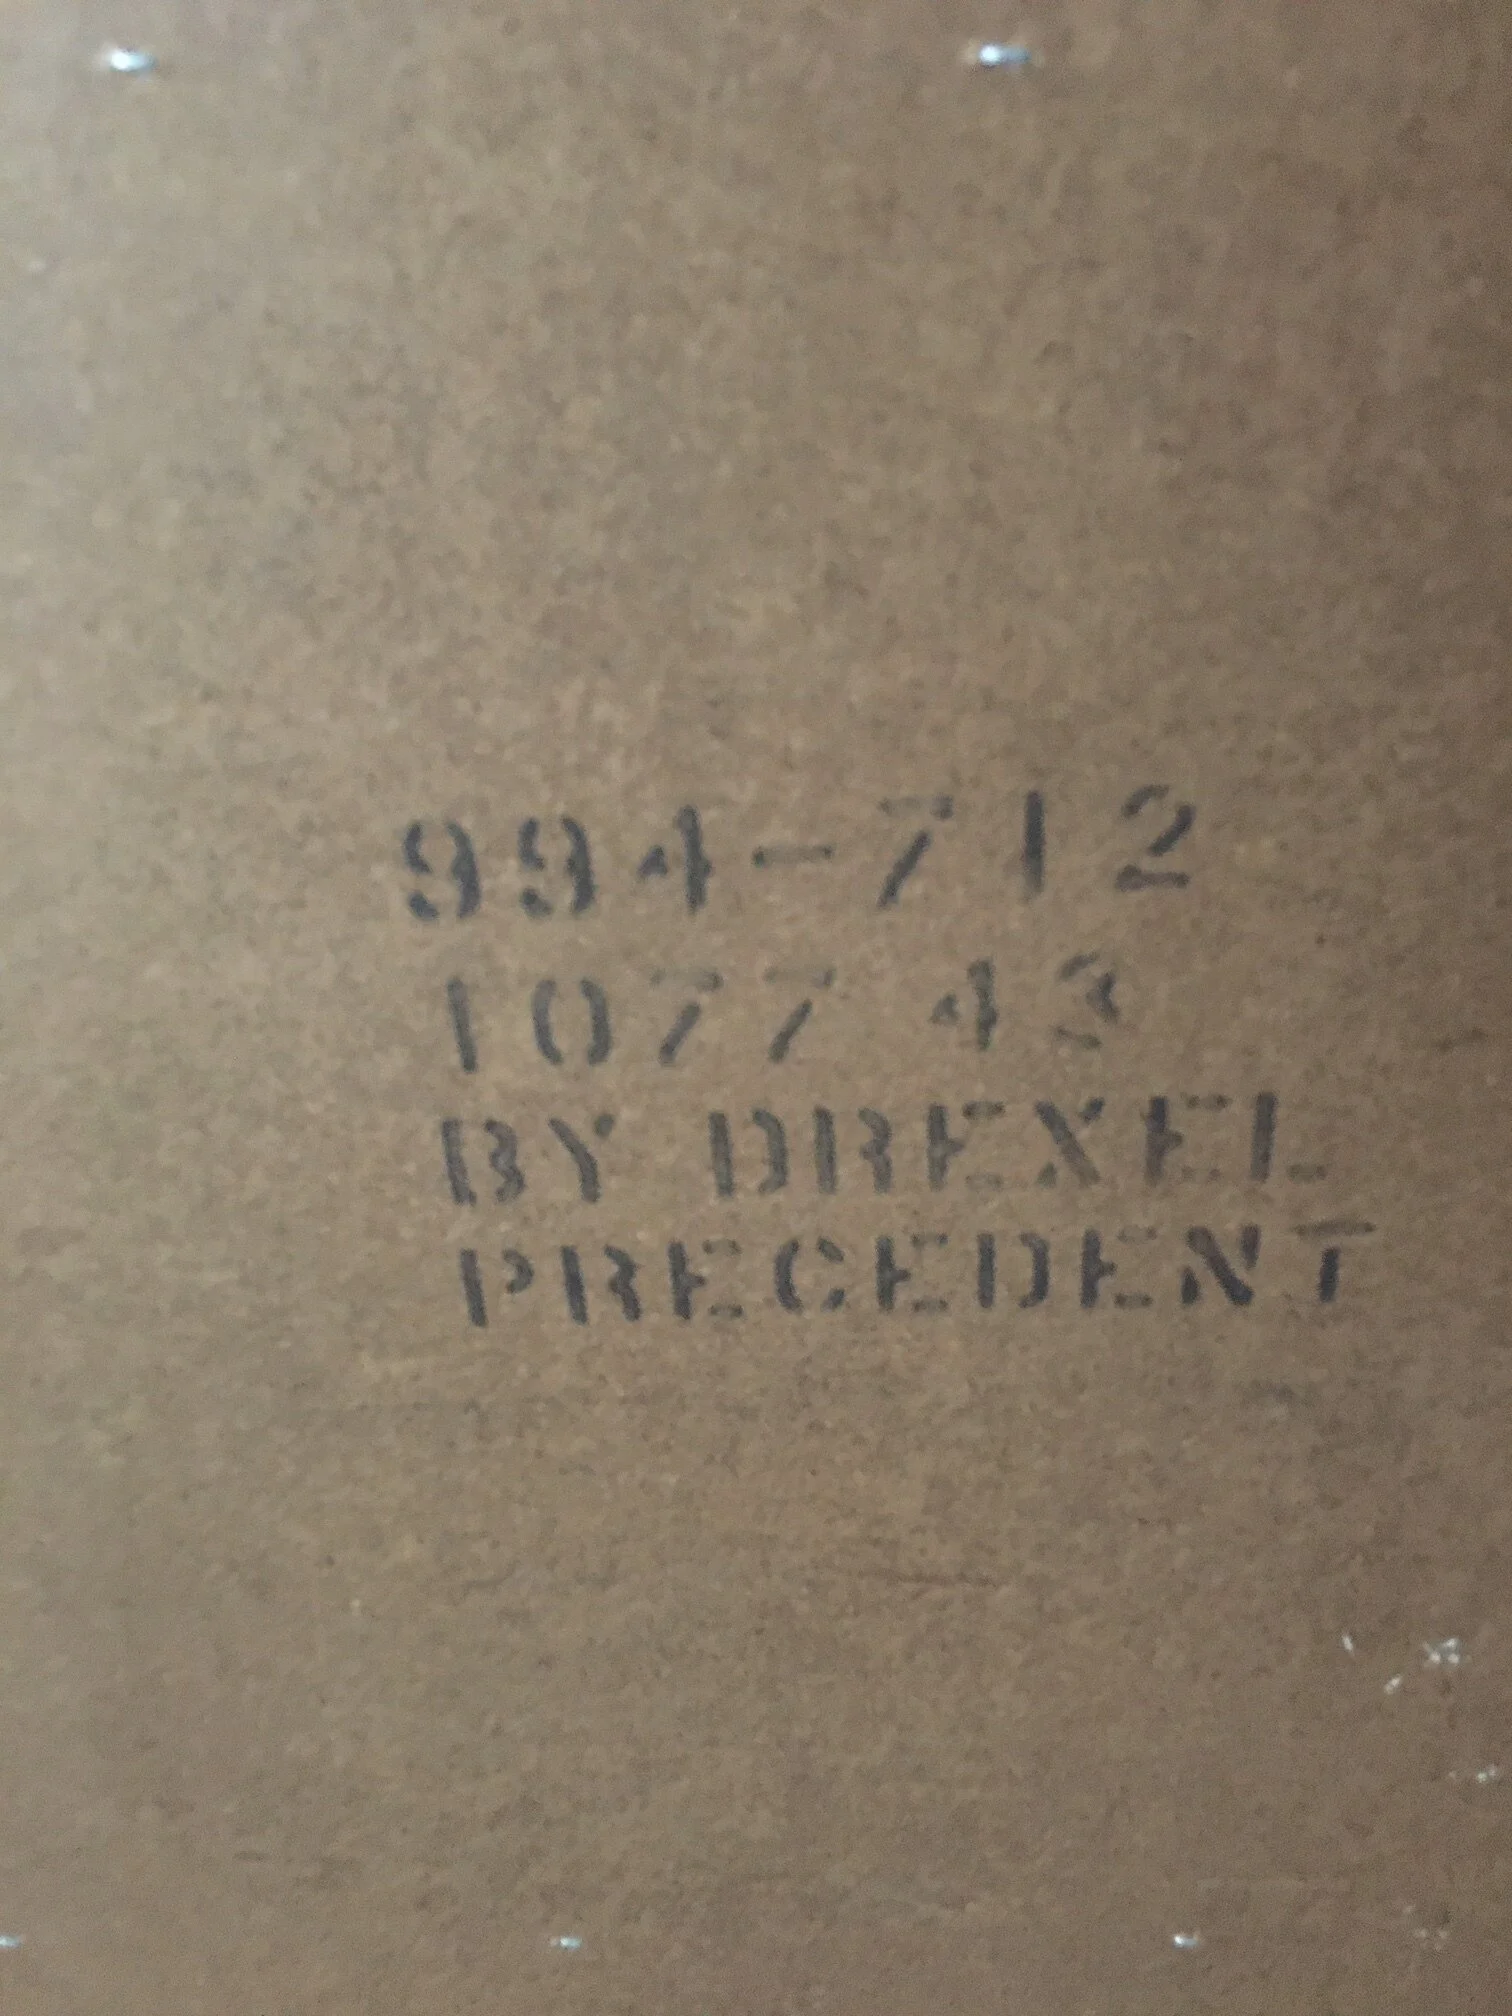 994-712
1077 43
BY DREXEL
PRECEDENT